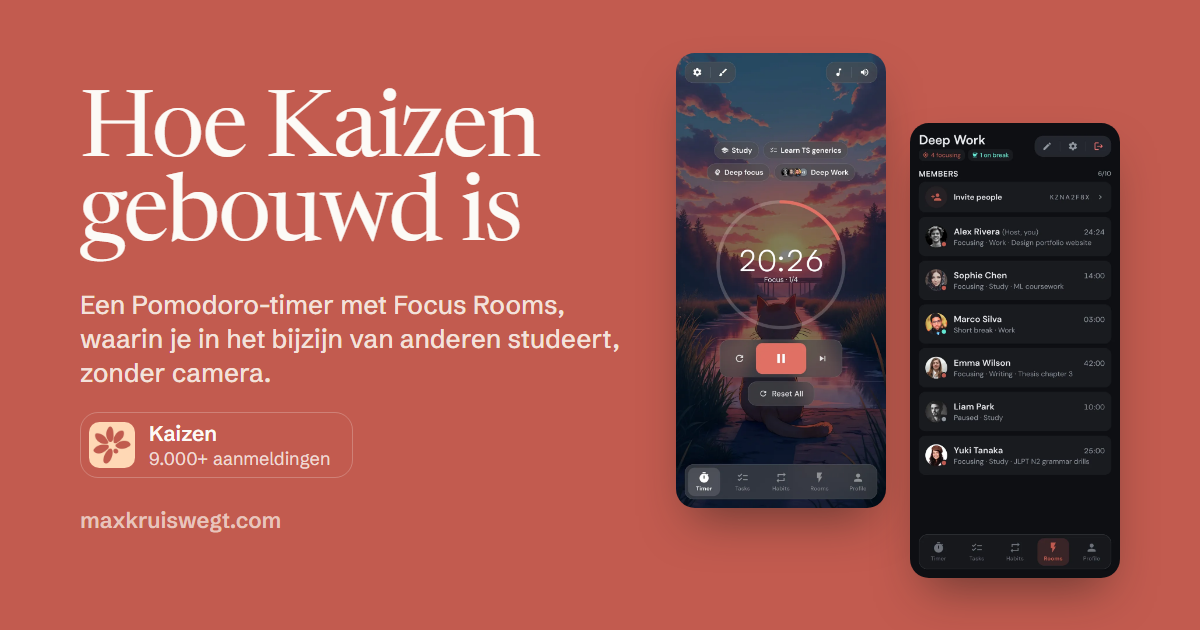 Hoe Kaizen
gebouwd is
Een Pomodoro-timer met Focus Rooms,
waarin je in het bijzijn van anderen studeert,
zonder camera.
Kaizen
9.000+ aanmeldingen
maxkruiswegt.com
Study
Learn TS generics
Deep focus
Deep Work
20:26
Focus · 1/4
Reset All
Timer
Tasks
Habits
Rooms
Profile
Deep Work
4 focusing
1 on break
MEMBERS
6/10
Invite people
KZNA2F8X
Alex Rivera (Host, you)
24:24
Focusing · Work · Design portfolio website
Sophie Chen
14:00
Focusing · Study · ML coursework
Marco Silva
03:00
Short break · Work
Emma Wilson
42:00
Focusing · Writing · Thesis chapter 3
Liam Park
10:00
Paused · Study
Yuki Tanaka
25:00
Focusing · Study · JLPT N2 grammar drills
Timer
Tasks
Habits
Rooms
Profile